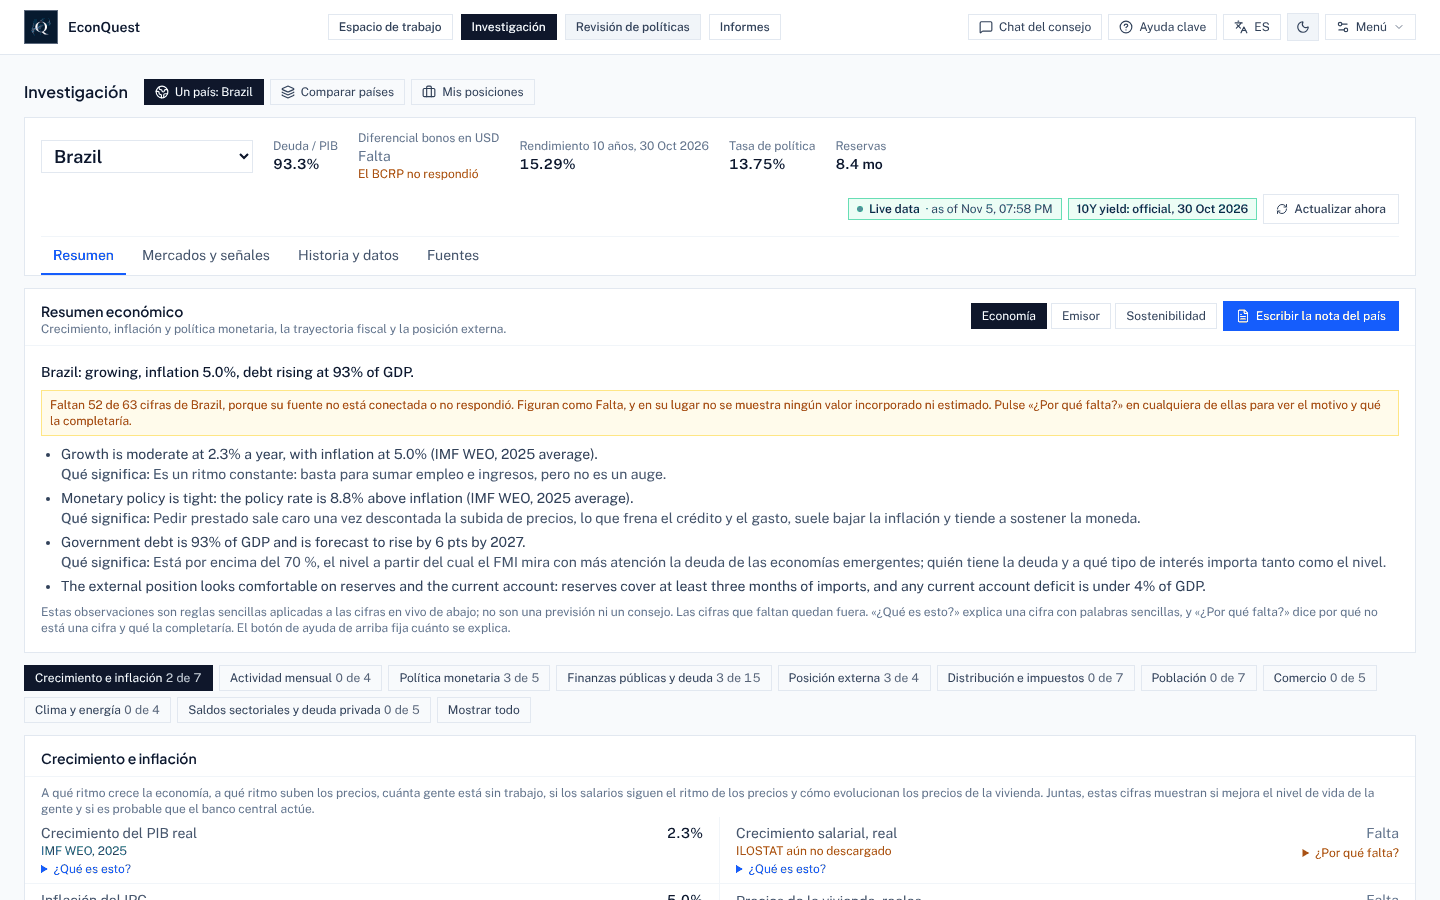 EconQuest
Espacio de trabajo
Investigación
Revisión de políticas
Informes
Chat del consejo
Ayuda clave
ES
Menú
Investigación
Un país: Brazil
Comparar países
Mis posiciones
Brazil
Deuda / PIB
93.3%
Diferencial bonos en USD
Falta
El BCRP no respondió
Rendimiento 10 años, 30 Oct 2026
15.29%
Tasa de política
13.75%
Reservas
8.4 mo
Live data · as of Nov 5, 07:58 PM
10Y yield: official, 30 Oct 2026
Actualizar ahora
Resumen
Mercados y señales
Historia y datos
Fuentes
Resumen económico
Crecimiento, inflación y política monetaria, la trayectoria fiscal y la posición externa.
Economía
Emisor
Sostenibilidad
Escribir la nota del país
Brazil: growing, inflation 5.0%, debt rising at 93% of GDP.
Faltan 52 de 63 cifras de Brazil, porque su fuente no está conectada o no respondió. Figuran como Falta, y en su lugar no se muestra ningún valor incorporado ni estimado. Pulse «¿Por qué falta?» en cualquiera de ellas para ver el motivo y qué
la completaría.
• Growth is moderate at 2.3% a year, with inflation at 5.0% (IMF WEO, 2025 average).
Qué significa: Es un ritmo constante: basta para sumar empleo e ingresos, pero no es un auge.
• Monetary policy is tight: the policy rate is 8.8% above inflation (IMF WEO, 2025 average).
Qué significa: Pedir prestado sale caro una vez descontada la subida de precios, lo que frena el crédito y el gasto, suele bajar la inflación y tiende a sostener la moneda.
• Government debt is 93% of GDP and is forecast to rise by 6 pts by 2027.
Qué significa: Está por encima del 70 %, el nivel a partir del cual el FMI mira con más atención la deuda de las economías emergentes; quién tiene la deuda y a qué tipo de interés importa tanto como el nivel.
• The external position looks comfortable on reserves and the current account: reserves cover at least three months of imports, and any current account deficit is under 4% of GDP.
Estas observaciones son reglas sencillas aplicadas a las cifras en vivo de abajo; no son una previsión ni un consejo. Las cifras que faltan quedan fuera. «¿Qué es esto?» explica una cifra con palabras sencillas, y «¿Por qué falta?» dice por qué no
está una cifra y qué la completaría. El botón de ayuda de arriba fija cuánto se explica.
Crecimiento e inflación 2 de 7
Actividad mensual 0 de 4
Política monetaria 3 de 5
Finanzas públicas y deuda 3 de 15
Posición externa 3 de 4
Distribución e impuestos 0 de 7
Población 0 de 7
Comercio 0 de 5
Clima y energía 0 de 4
Saldos sectoriales y deuda privada 0 de 5
Mostrar todo
Crecimiento e inflación
A qué ritmo crece la economía, a qué ritmo suben los precios, cuánta gente está sin trabajo, si los salarios siguen el ritmo de los precios y cómo evolucionan los precios de la vivienda. Juntas, estas cifras muestran si mejora el nivel de vida de la
gente y si es probable que el banco central actúe.
Crecimiento del PIB real
2.3%
IMF WEO, 2025
¿Qué es esto?
Crecimiento salarial, real
Falta
ILOSTAT aún no descargado
¿Por qué falta?
¿Qué es esto?
Inflación del IPC
5.0%
Precios de la vivienda, reales
Falta